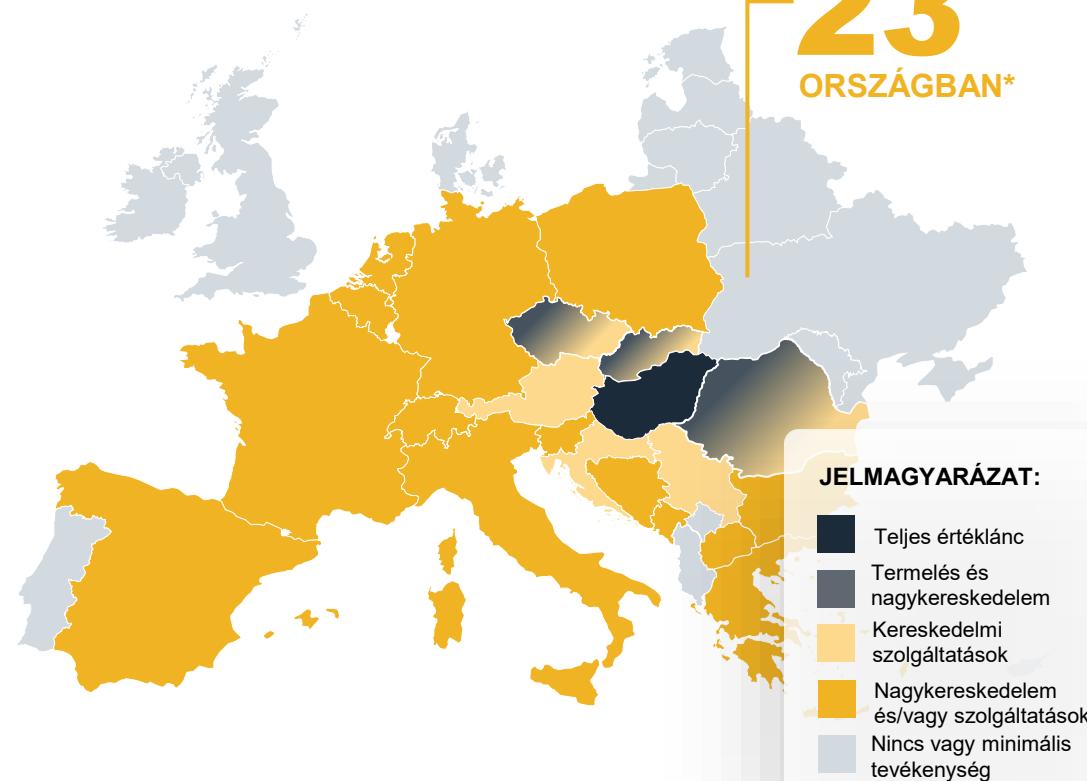 23
ORSZÁGBAN*
JELMAGYARÁZAT:
Teljes értéklánc
Termelés és
nagykereskedelem
Kereskedelmi
szolgáltatások
Nagykereskedelem
és/vagy szolgáltatások
Nincs vagy minimális
tevékenység